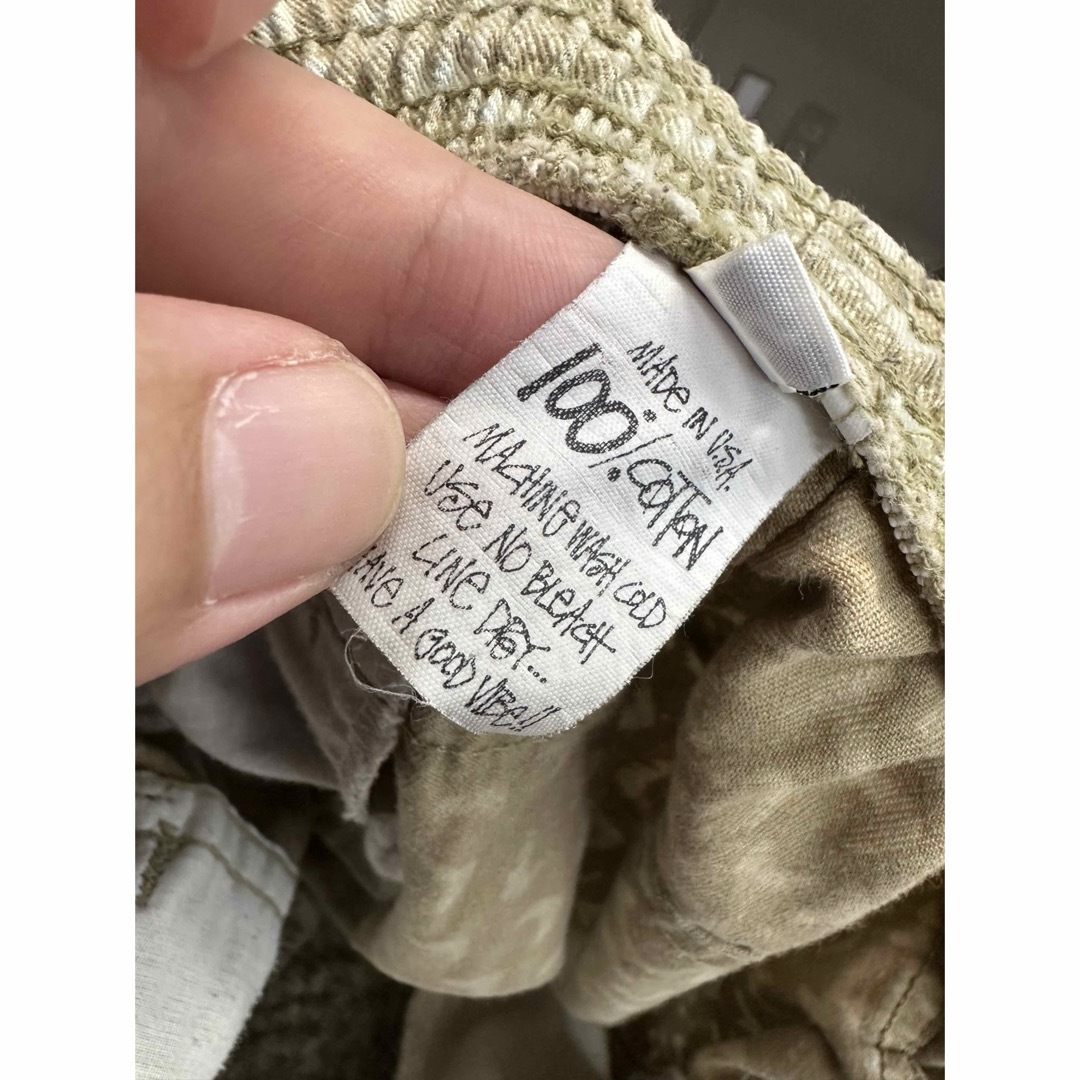 MADE IN U.S.A.
100% COTTON
MACHINE WASH COLD
USE NO BLEACH
LINE DRY...
HAVE A GOOD VIBE!!